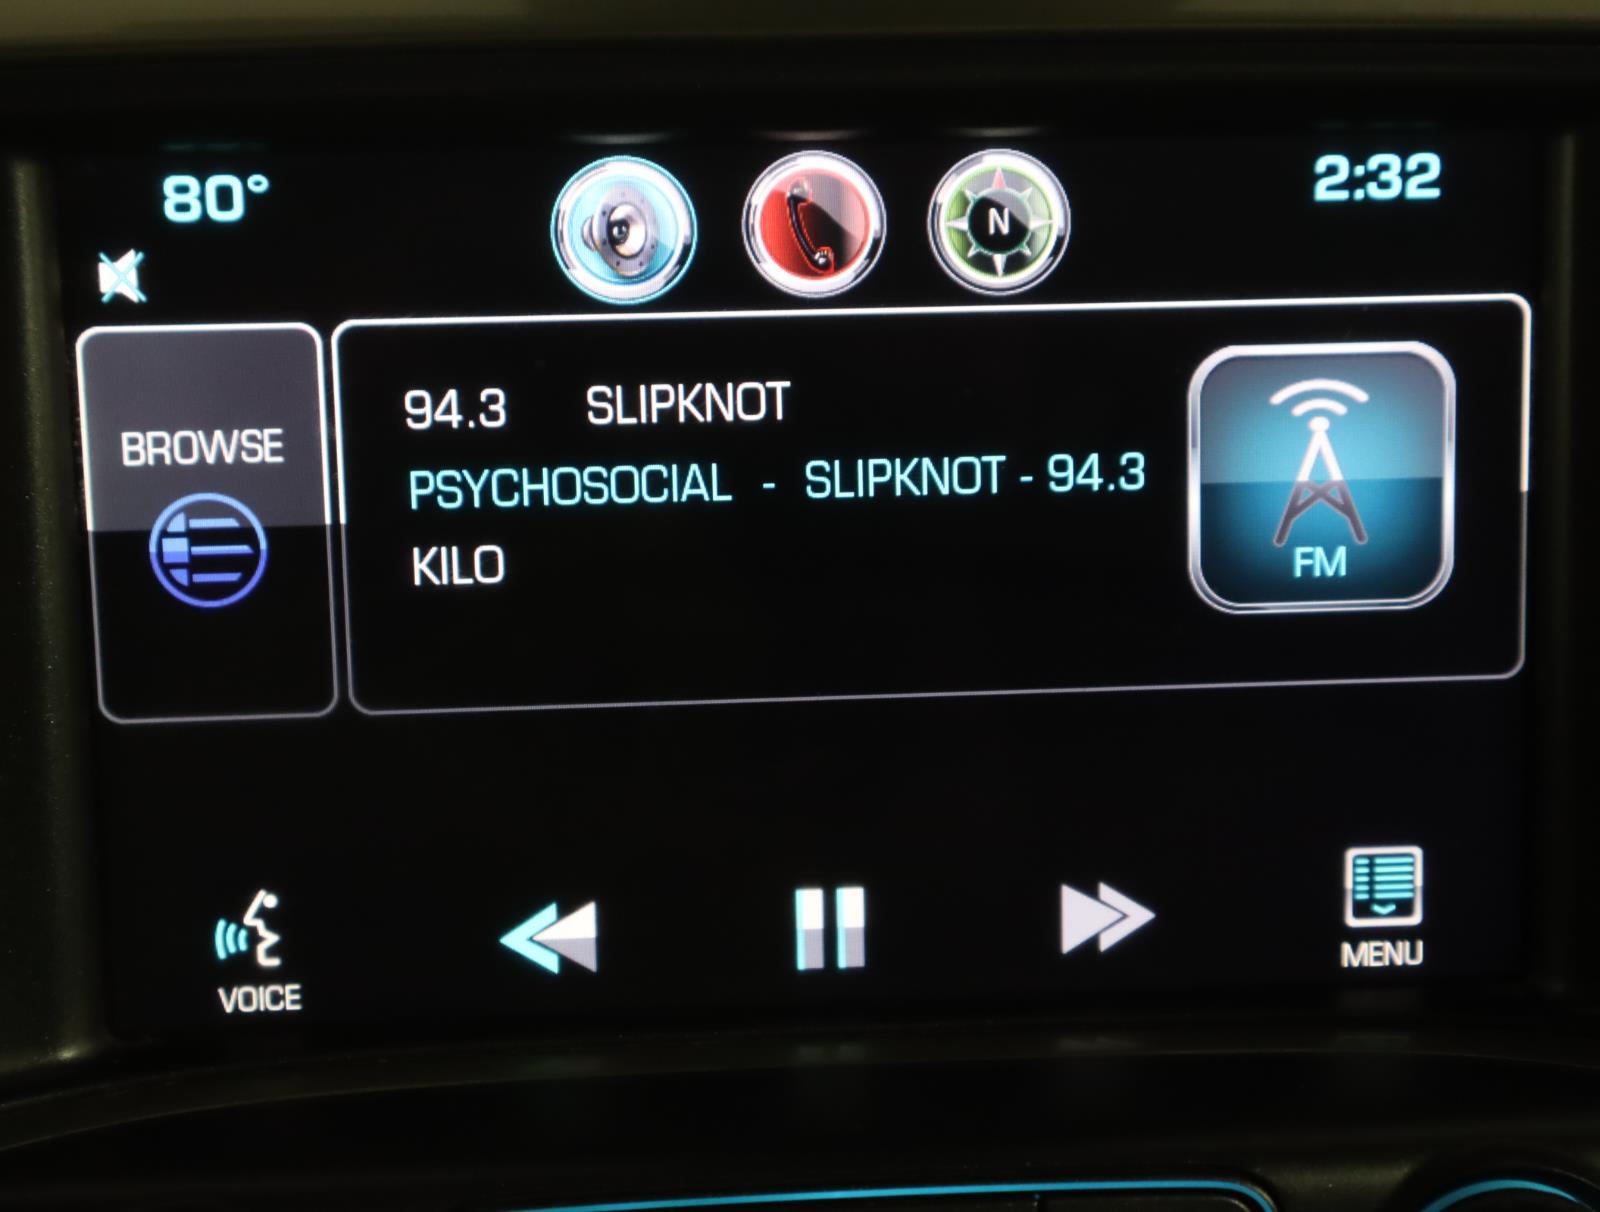 80°
2:32
N
BROWSE
94.3 SLIPKNOT
PSYCHOSOCIAL - SLIPKNOT - 94.3
KILO
FM
VOICE
MENU